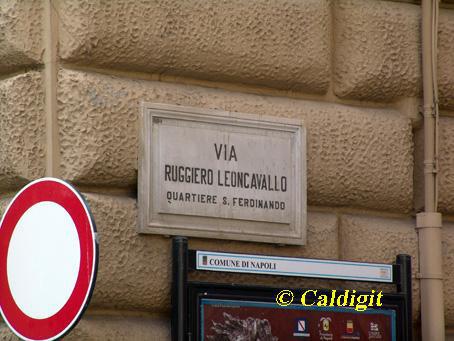 VIA
RUGGIERO LEONCAVALLO
QUARTIERE S. FERDINANDO
COMUNE DI NAPOLI
© Caldigit